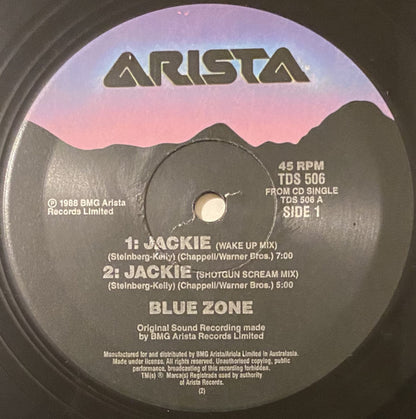 ARISTA
45 RPM
TDS 506
FROM CD SINGLE
TDS 506 A
SIDE 1
℗ 1988 BMG Arista
Records Limited
1: JACKIE (WAKE UP MIX)
(Steinberg-Kelly) (Chappell/Warner Bros.) 7:00
2: JACKIE (SHOTGUN SCREAM MIX)
(Steinberg-Kelly) (Chappell/Warner Bros.) 5:00
BLUE ZONE
Original Sound Recording made
by BMG Arista Records Limited
Manufactured for and distributed by BMG Arista/Ariola Limited in Australasia.
Made under license. All rights reserved. Unauthorised copying, public
performance, broadcasting of this recording forbidden.
TM(s) ® Marca(s) Registrada used by authority
of Arista Records.
(2)